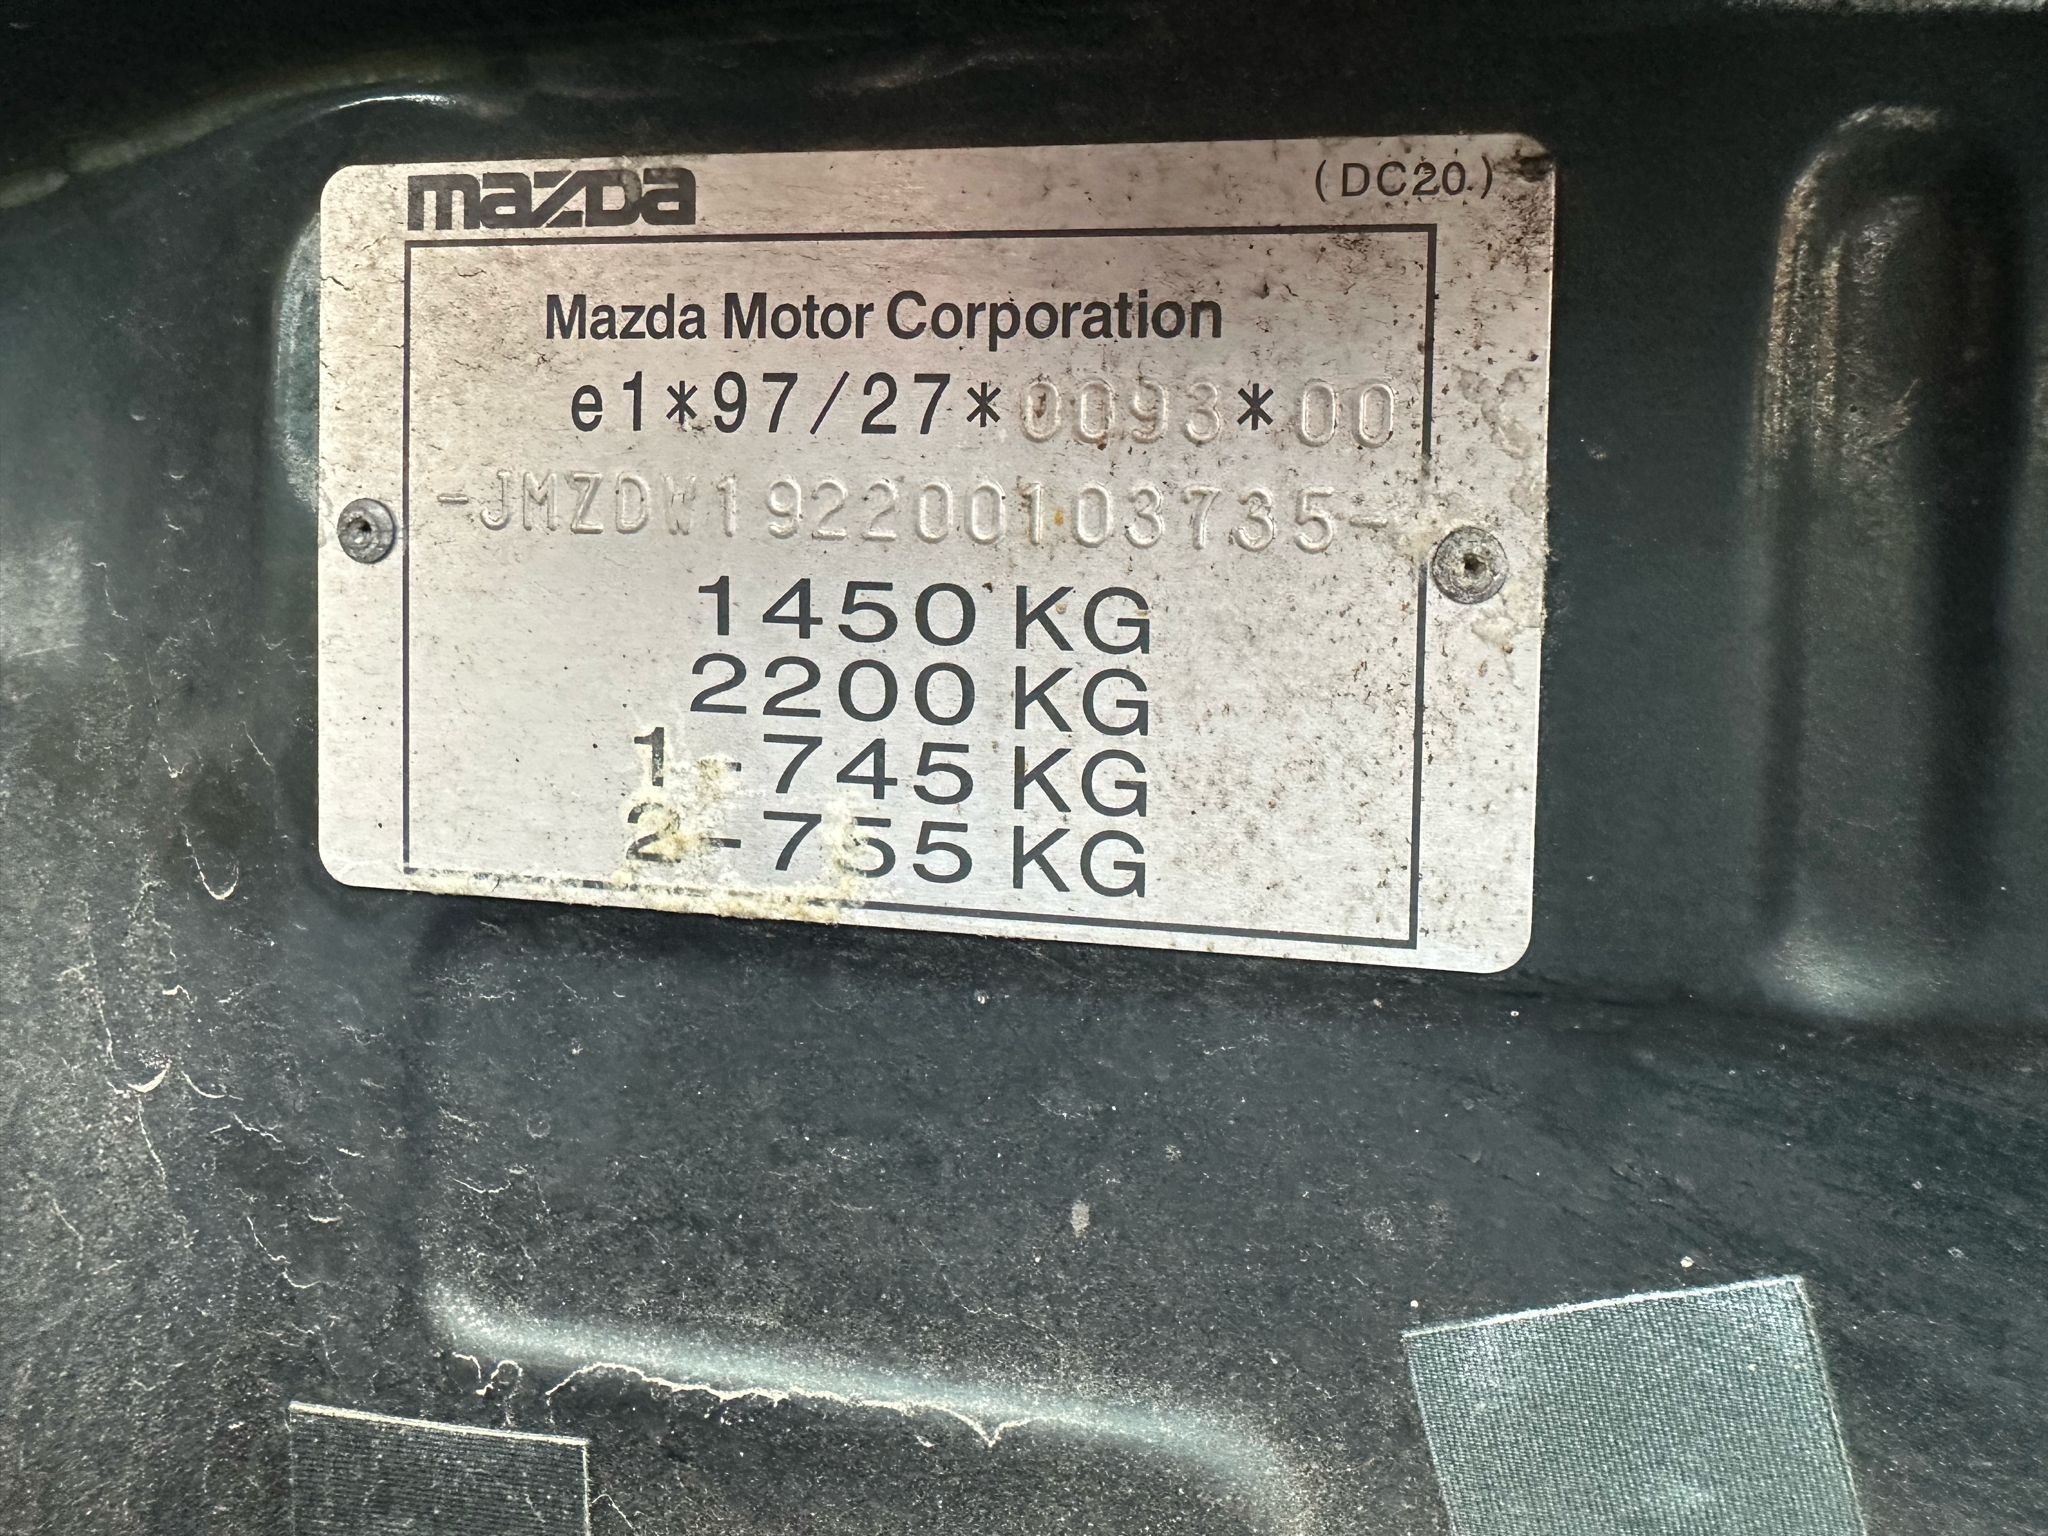 mazda (DC20.)
Mazda Motor Corporation
e1*97/27*0093*00
-JMZDW192200103735-
1450 KG
2200 KG
1-745 KG
2-755 KG